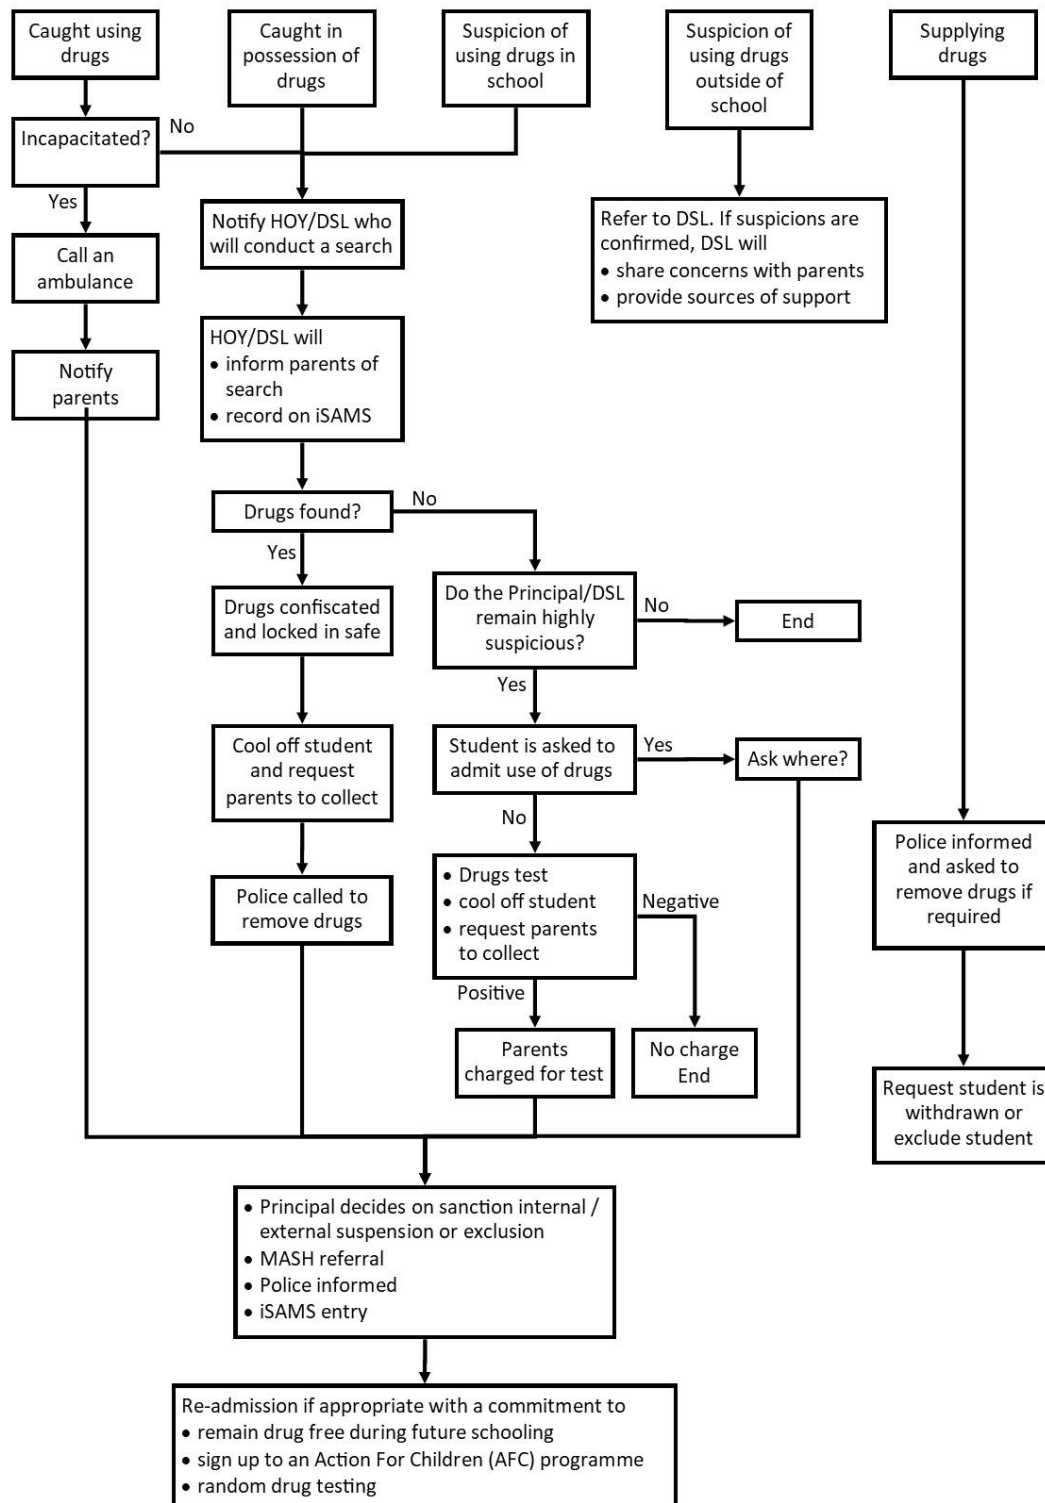 Caught using
drugs
Caught in
possession of
drugs
Suspicion of
using drugs in
school
Suspicion of
using drugs
outside of
school
Supplying
drugs
Incapacitated?
No
Yes
Call an
ambulance
Notify
parents
Notify HOY/DSL who
will conduct a search
HOY/DSL will
• inform parents of
search
• record on iSAMS
Refer to DSL. If suspicions are
confirmed, DSL will
• share concerns with parents
• provide sources of support
Drugs found?
No
Yes
Drugs confiscated
and locked in safe
Cool off student
and request
parents to collect
Police called to
remove drugs
Do the Principal/DSL
remain highly
suspicious?
No
End
Yes
Student is asked to
admit use of drugs
Yes
Ask where?
No
• Drugs test
• cool off student
• request parents
to collect
Negative
Positive
Parents
charged for test
No charge
End
Police informed
and asked to
remove drugs if
required
Request student is
withdrawn or
exclude student
• Principal decides on sanction internal /
external suspension or exclusion
• MASH referral
• Police informed
• iSAMS entry
Re-admission if appropriate with a commitment to
• remain drug free during future schooling
• sign up to an Action For Children (AFC) programme
• random drug testing